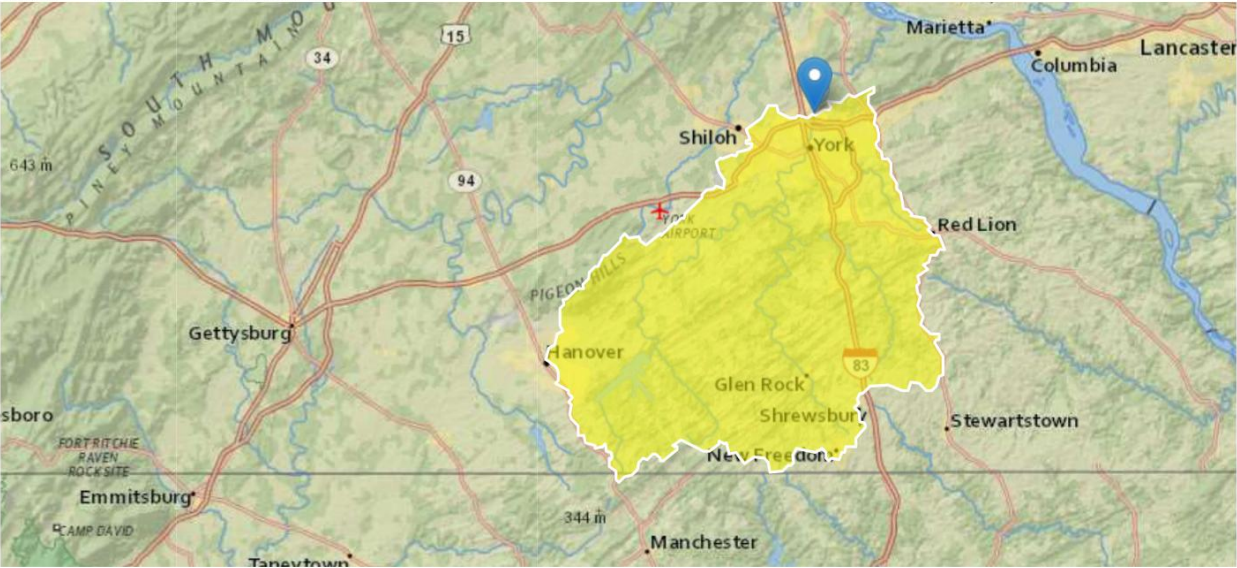 Marietta
15
Lancaster
34
Columbia
SOUTH MOUNTAIN
PINEY MOUNTAIN
Shiloh
York
643 m
94
YORK
AIRPORT
Red Lion
PIGEON HILLS
Gettysburg
Hanover
83
Glen Rock
esboro
Shrewsbury
Stewartstown
FORT RITCHIE
RAVEN
ROCK SITE
New Freedom
Emmitsburg
344 m
CAMP DAVID
Manchester
Taneytown